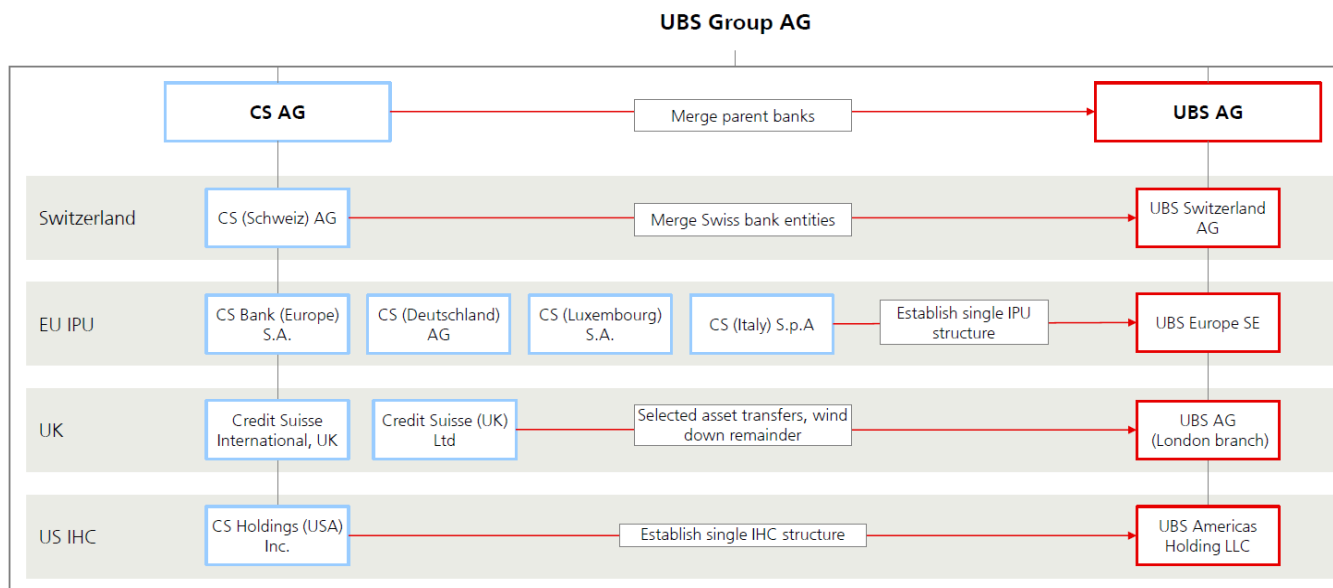 UBS Group AG
CS AG
Merge parent banks
UBS AG
Switzerland
CS (Schweiz) AG
Merge Swiss bank entities
UBS Switzerland
AG
EU IPU
CS Bank (Europe)
S.A.
CS (Deutschland)
AG
CS (Luxembourg)
S.A.
CS (Italy) S.p.A
Establish single IPU
structure
UBS Europe SE
UK
Credit Suisse
International, UK
Credit Suisse (UK)
Ltd
Selected asset transfers, wind
down remainder
UBS AG
(London branch)
US IHC
CS Holdings (USA)
Inc.
Establish single IHC structure
UBS Americas
Holding LLC